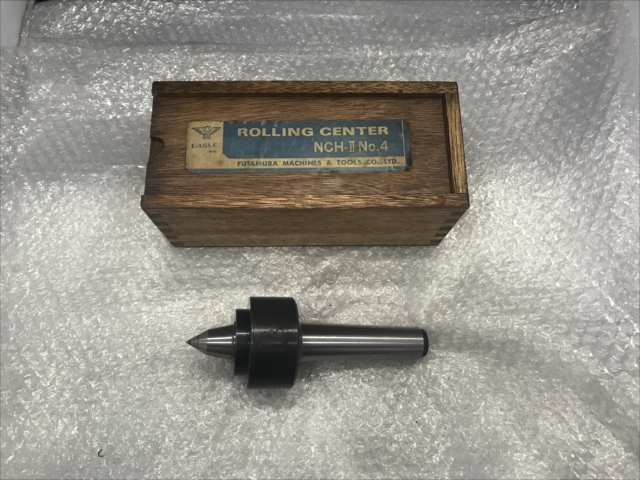 EAGLE
ROLLING CENTER
NCH-II No.4
FUTAMURA MACHINES & TOOLS CO., LTD.